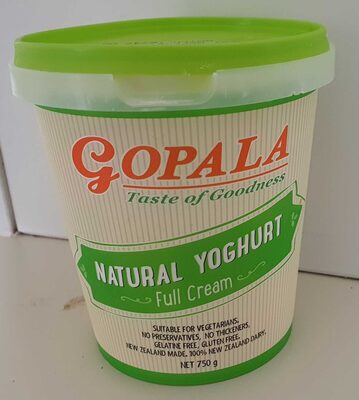 GOPALA
Taste of Goodness
NATURAL YOGHURT
Full Cream
SUITABLE FOR VEGETARIANS.
NO PRESERVATIVES, NO THICKENERS,
GELATINE FREE, GLUTEN FREE.
NEW ZEALAND MADE. 100% NEW ZEALAND DAIRY.
NET 750 g